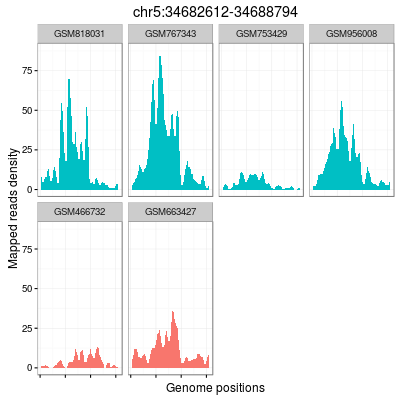 chr5:34682612-34688794
GSM818031 GSM767343 GSM753429 GSM956008
75
50
25
0
GSM466732 GSM663427
75
50
25
0
Mapped reads density
Genome positions